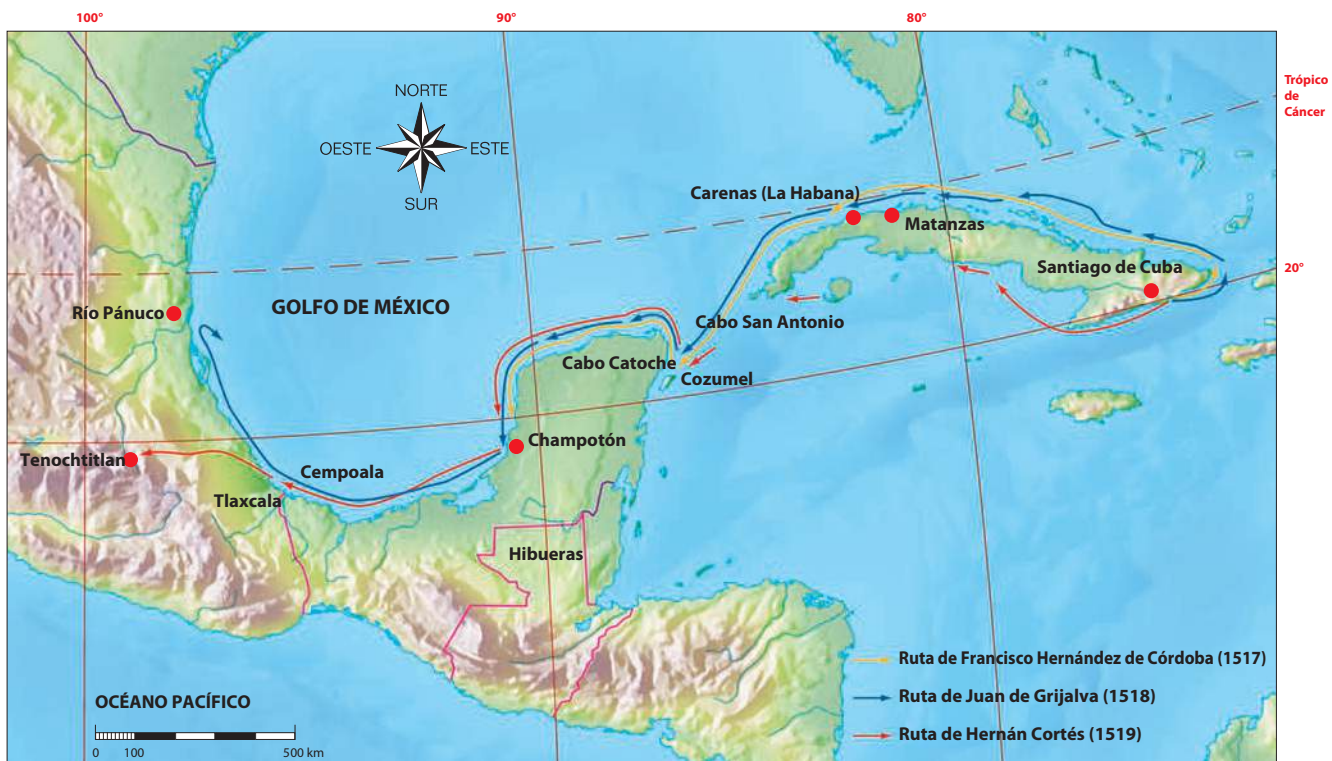 100°
90°
80°
Trópico
de
Cáncer
NORTE
OESTE
ESTE
SUR
Carenas (La Habana)
Matanzas
20°
Santiago de Cuba
Río Pánuco
GOLFO DE MÉXICO
Cabo San Antonio
Cabo Catoche
Cozumel
Champotón
Tenochtitlan
Cempoala
Tlaxcala
Hibueras
Ruta de Francisco Hernández de Córdoba (1517)
Ruta de Juan de Grijalva (1518)
Ruta de Hernán Cortés (1519)
OCÉANO PACÍFICO
0 100 500 km